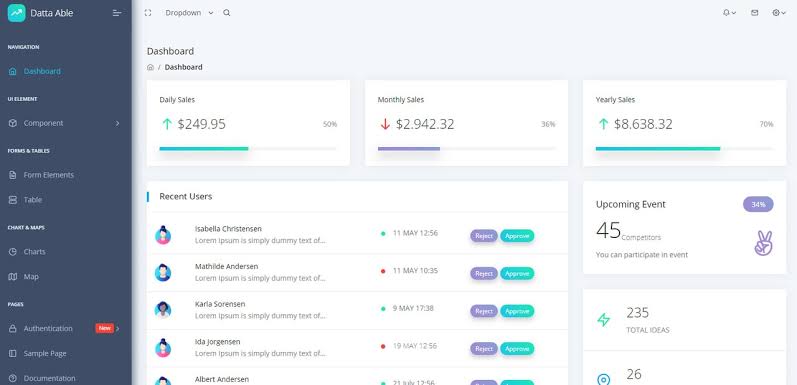 Datta Able
Dropdown
NAVIGATION
Dashboard
UI ELEMENT
Component
FORMS & TABLES
Form Elements
Table
CHART & MAPS
Charts
Map
PAGES
Authentication New
Sample Page
Documentation
Dashboard
/ Dashboard
Daily Sales
$249.95 50%
Monthly Sales
$2.942.32 36%
Yearly Sales
$8,638.32 70%
Recent Users
Isabella Christensen
Lorem Ipsum is simply dummy text of...
11 MAY 12:56
Reject Approve
Mathilde Andersen
Lorem Ipsum is simply dummy text of...
11 MAY 10:35
Reject Approve
Karla Sorensen
Lorem Ipsum is simply dummy text of...
9 MAY 17:38
Reject Approve
Ida Jorgensen
Lorem Ipsum is simply dummy text of...
19 MAY 12:56
Reject Approve
Albert Andersen
21 July 12:56
Reject Approve
Upcoming Event 34%
45 Competitors
You can participate in event
235
TOTAL IDEAS
26